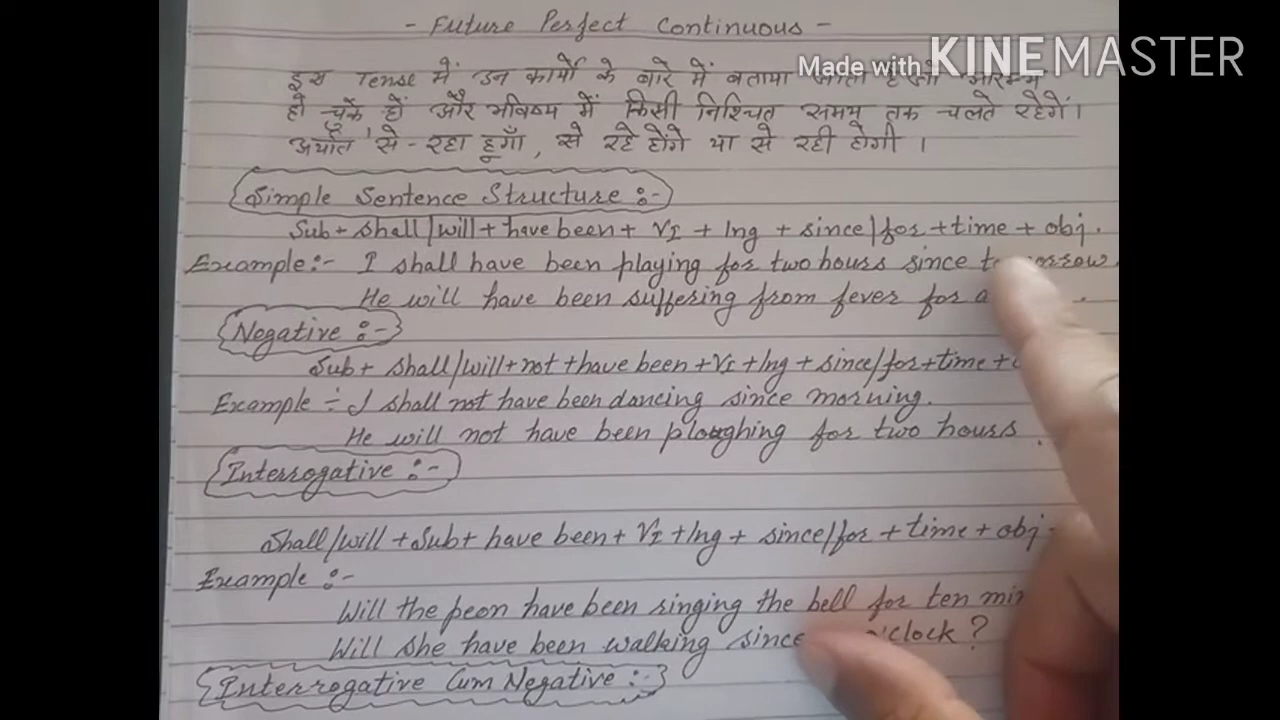 - Future Perfect Continuous -
Made with KINEMASTER
इस Tense में उन कार्यों के बारे में बताया जाता है जो
हो चूकें हों और भविष्य में किसी निश्चित समय तक चलते रहेगें।
अर्थात से - रहा हूगाँ, से रहे होंगे या से रही होगी ।
Simple Sentence Structure :-
Sub + shall/will + have been + VI + Ing + since/for + time + obj.
Example :- I shall have been playing for two hours since
He will have been suffering from fever for a
Negative :-
Sub + shall/will + not + have been + VI + Ing + since/for + time +
Example :- I shall not have been dancing since morning.
He will not have been ploughing for two hours.
Interrogative :-
Shall/will + Sub + have been + VI + Ing + since/for + time + obj -
Example :-
Will the peon have been ringing the bell for ten
Will she have been walking since o'clock ?
Interrogative Cum Negative :-